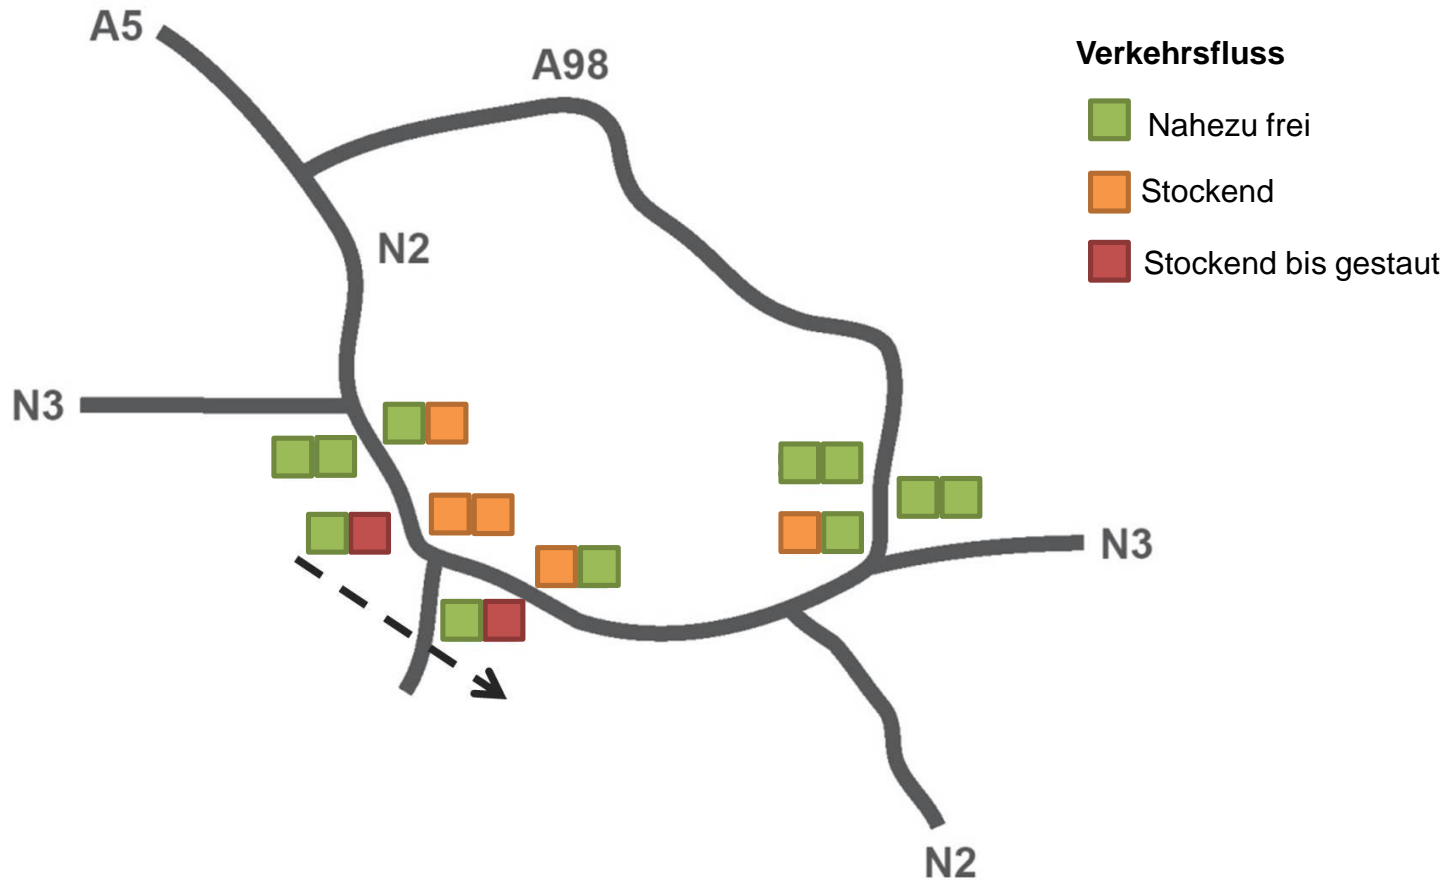 A5
A98
Verkehrsfluss
Nahezu frei
Stockend
N2
Stockend bis gestaut
N3
N3
N2